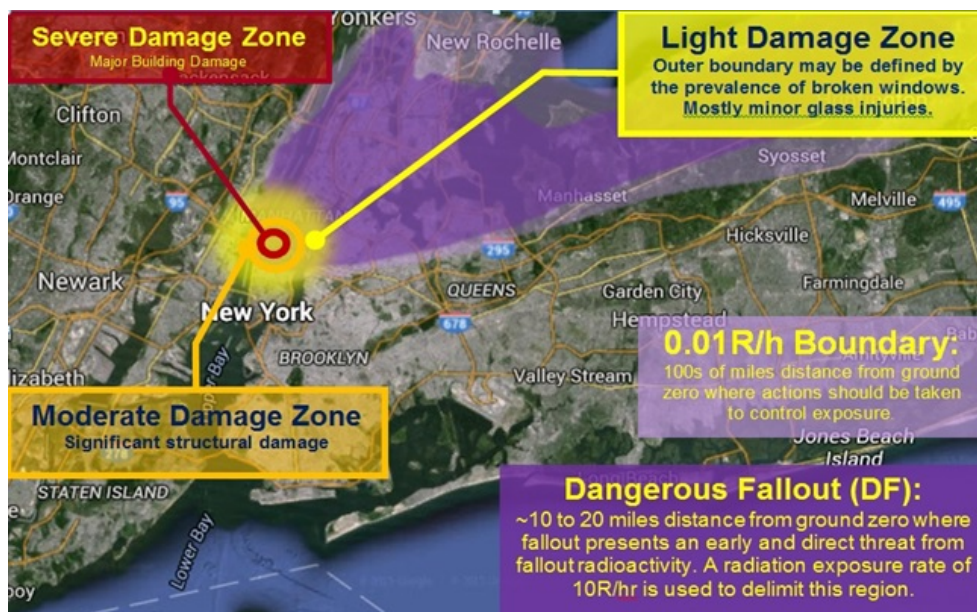 Yonkers
Severe Damage Zone
Major Building Damage
New Rochelle
Light Damage Zone
Outer boundary may be defined by
the prevalence of broken windows.
Mostly minor glass injuries.
Clifton
Montclair
Orange
95
Syosset
Manhasset
Melville
495
Hicksville
295
Newark
QUEENS
Garden City
Farmingdale
New York
678
Hempstead
BROOKLYN
0.01R/h Boundary:
100s of miles distance from ground
zero where actions should be taken
to control exposure.
Valley Stream
Moderate Damage Zone
Significant structural damage
Jones Beach
Island
STATEN ISLAND
Lower Bay
Dangerous Fallout (DF):
~10 to 20 miles distance from ground zero where
fallout presents an early and direct threat from
fallout radioactivity. A radiation exposure rate of
10R/hr is used to delimit this region.